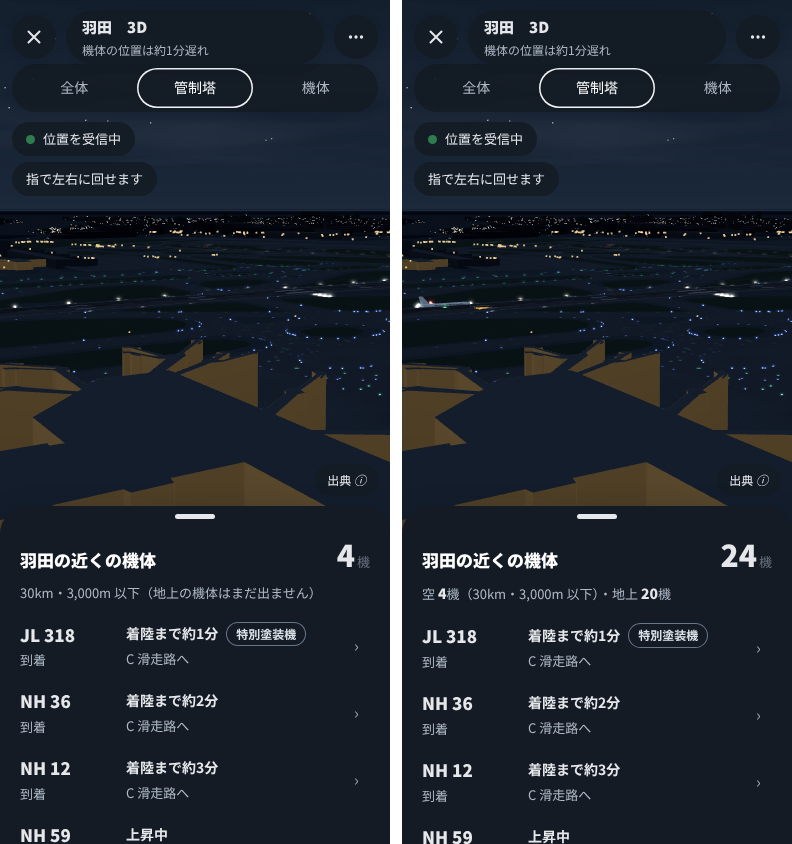 羽田 3D
機体の位置は約1分遅れ
全体 管制塔 機体
位置を受信中
指で左右に回せます
出典
羽田の近くの機体 4機
30km・3,000m 以下（地上の機体はまだ出ません）
JL 318 着陸まで約1分 特別塗装機
到着 C 滑走路へ
NH 36 着陸まで約2分
到着 C 滑走路へ
NH 12 着陸まで約3分
到着 C 滑走路へ
NH 59 上昇中
羽田 3D
機体の位置は約1分遅れ
全体 管制塔 機体
位置を受信中
指で左右に回せます
出典
羽田の近くの機体 24機
空 4機（30km・3,000m 以下）・地上 20機
JL 318 着陸まで約1分 特別塗装機
到着 C 滑走路へ
NH 36 着陸まで約2分
到着 C 滑走路へ
NH 12 着陸まで約3分
到着 C 滑走路へ
NH 59 上昇中